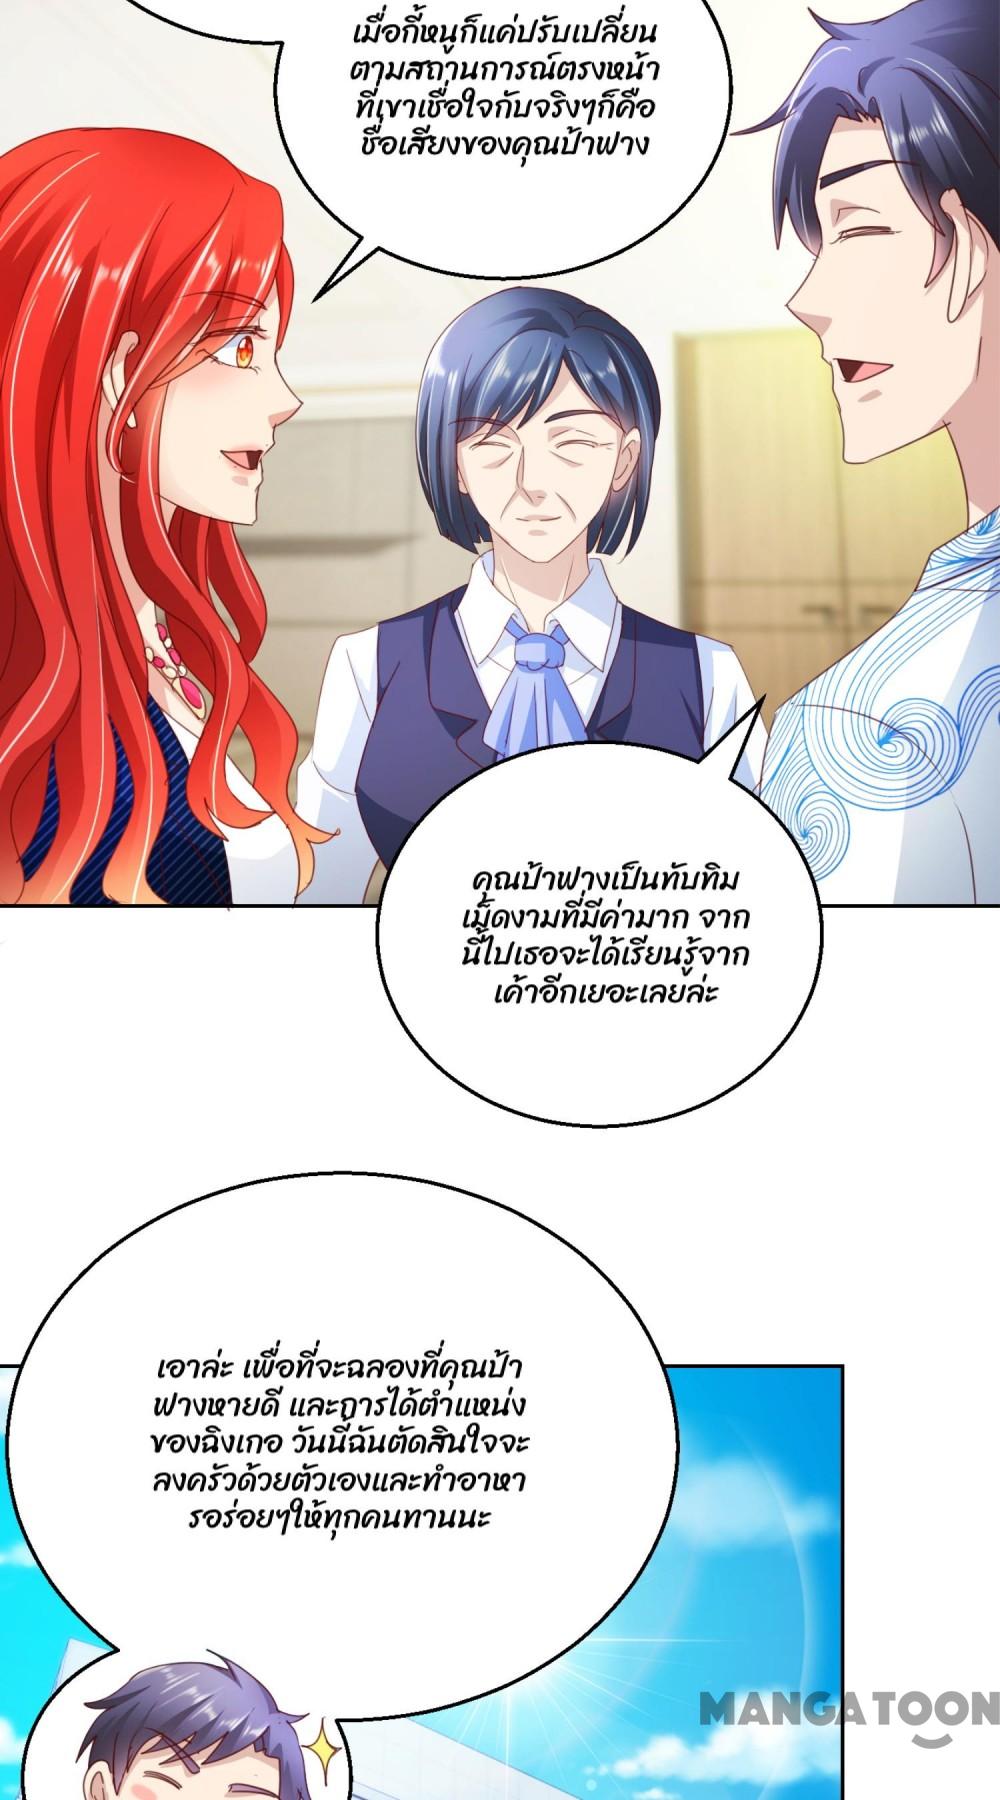 เมื่อกี้หนูก็แค่ปรับเปลี่ยน
ตามสถานการณ์ตรงหน้า
ที่เขาเชื่อใจกับจริงๆก็คือ
ชื่อเสียงของคุณป้าฟาง
คุณป้าฟางเป็นทับทิม
เม็ดงามที่มีค่ามาก จาก
นี้ไปเธอจะได้เรียนรู้จาก
เค้าอีกเยอะเลยล่ะ
เอาล่ะ เพื่อที่จะฉลองที่คุณป้า
ฟางหายดี และการได้ตำแหน่ง
ของฉิงเกอ วันนี้ฉันตัดสินใจจะ
ลงครัวด้วยตัวเองและทำอาหา
รอร่อยๆให้ทุกคนทานนะ
MANGATOON